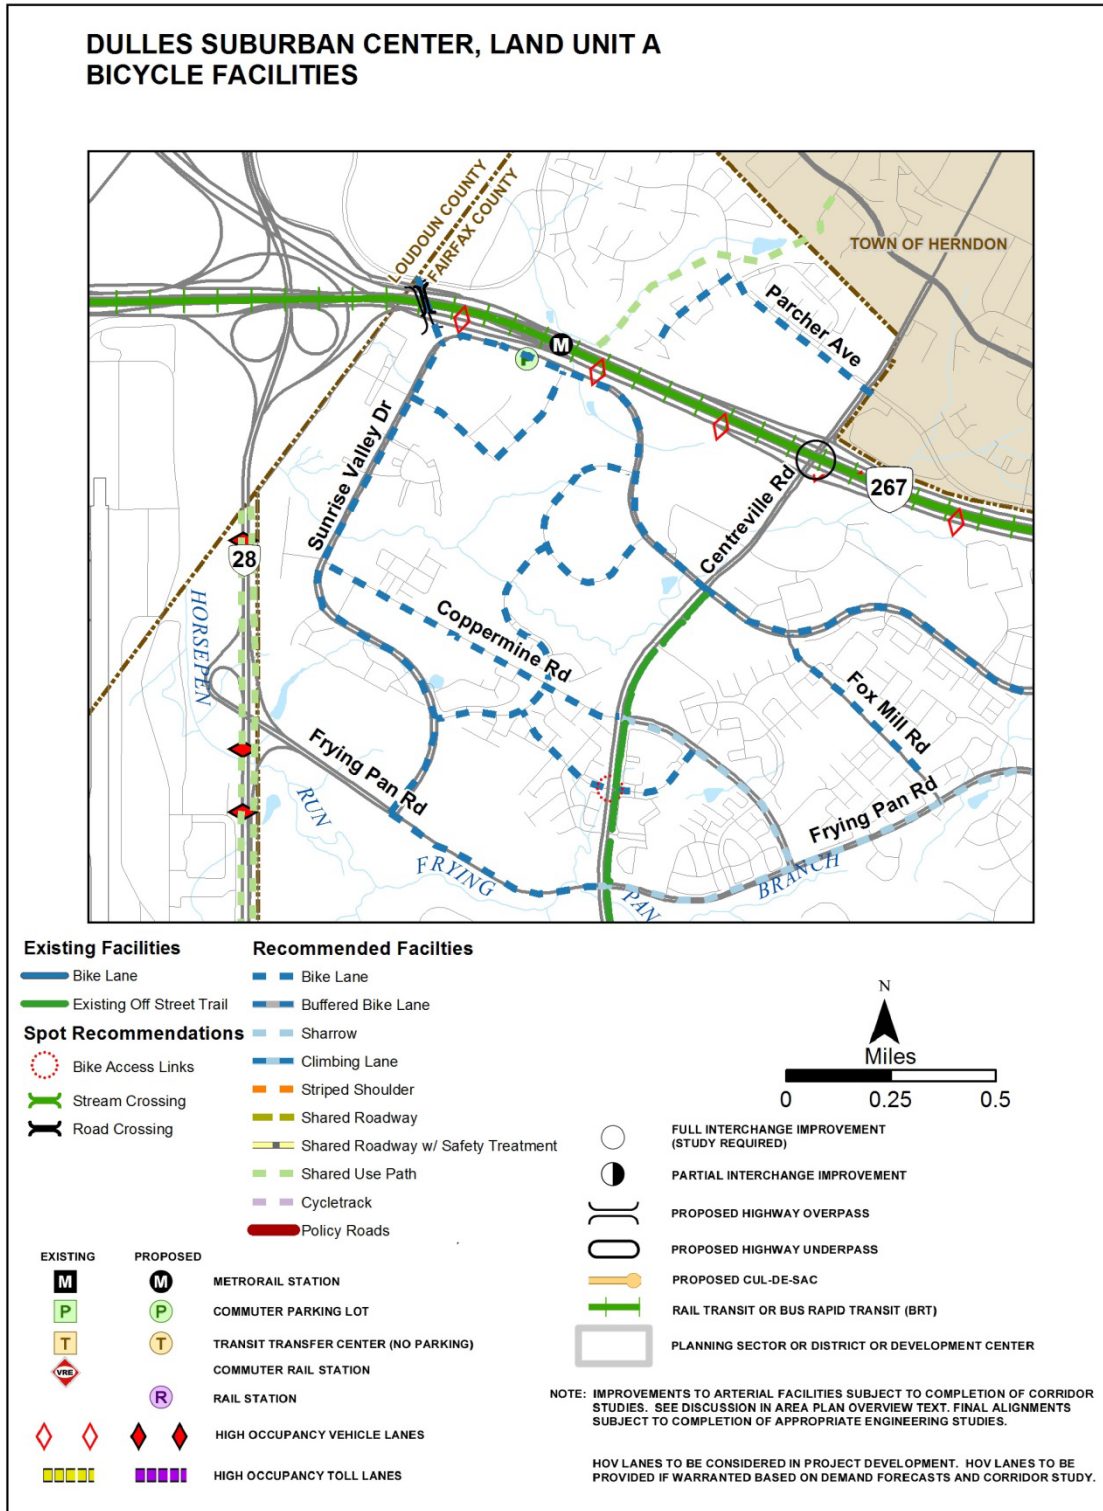 DULLES SUBURBAN CENTER, LAND UNIT A
BICYCLE FACILITIES
LOUDOUN COUNTY
FAIRFAX COUNTY
TOWN OF HERNDON
Parcher Ave
M
P
Sunrise Valley Dr
Centreville Rd
267
28
HORSEPEN
Coppermine Rd
Fox Mill Rd
Frying Pan Rd
RUN
Frying Pan Rd
FRYING
PAN
BRANCH
Existing Facilities
Bike Lane
Existing Off Street Trail
Spot Recommendations
Bike Access Links
Stream Crossing
Road Crossing
Recommended Facilties
Bike Lane
Buffered Bike Lane
Sharrow
Climbing Lane
Striped Shoulder
Shared Roadway
Shared Roadway w/ Safety Treatment
Shared Use Path
Cycletrack
Policy Roads
N
Miles
0 0.25 0.5
FULL INTERCHANGE IMPROVEMENT
(STUDY REQUIRED)
PARTIAL INTERCHANGE IMPROVEMENT
PROPOSED HIGHWAY OVERPASS
PROPOSED HIGHWAY UNDERPASS
PROPOSED CUL-DE-SAC
RAIL TRANSIT OR BUS RAPID TRANSIT (BRT)
PLANNING SECTOR OR DISTRICT OR DEVELOPMENT CENTER
EXISTING PROPOSED
M M METRORAIL STATION
P P COMMUTER PARKING LOT
T T TRANSIT TRANSFER CENTER (NO PARKING)
VRE COMMUTER RAIL STATION
R RAIL STATION
HIGH OCCUPANCY VEHICLE LANES
HIGH OCCUPANCY TOLL LANES
NOTE: IMPROVEMENTS TO ARTERIAL FACILITIES SUBJECT TO COMPLETION OF CORRIDOR
STUDIES. SEE DISCUSSION IN AREA PLAN OVERVIEW TEXT. FINAL ALIGNMENTS
SUBJECT TO COMPLETION OF APPROPRIATE ENGINEERING STUDIES.
HOV LANES TO BE CONSIDERED IN PROJECT DEVELOPMENT. HOV LANES TO BE
PROVIDED IF WARRANTED BASED ON DEMAND FORECASTS AND CORRIDOR STUDY.